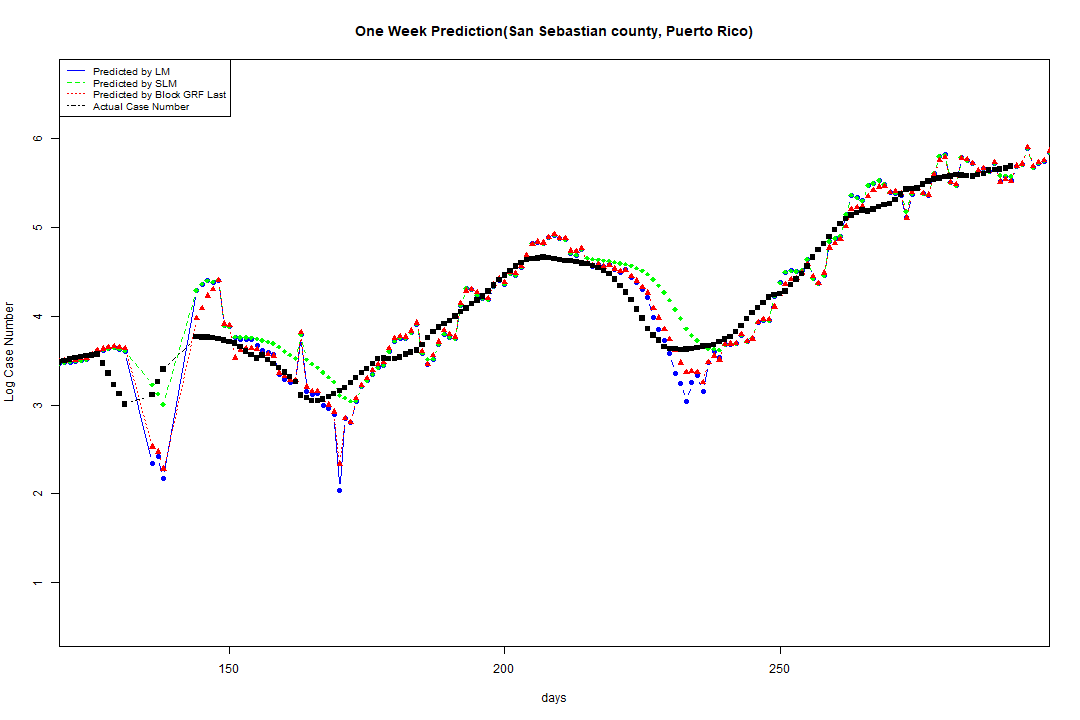 One Week Prediction(San Sebastian county, Puerto Rico)
Predicted by LM
Predicted by SLM
Predicted by Block GRF Last
Actual Case Number
Log Case Number
6
5
4
3
2
1
150
200
250
days